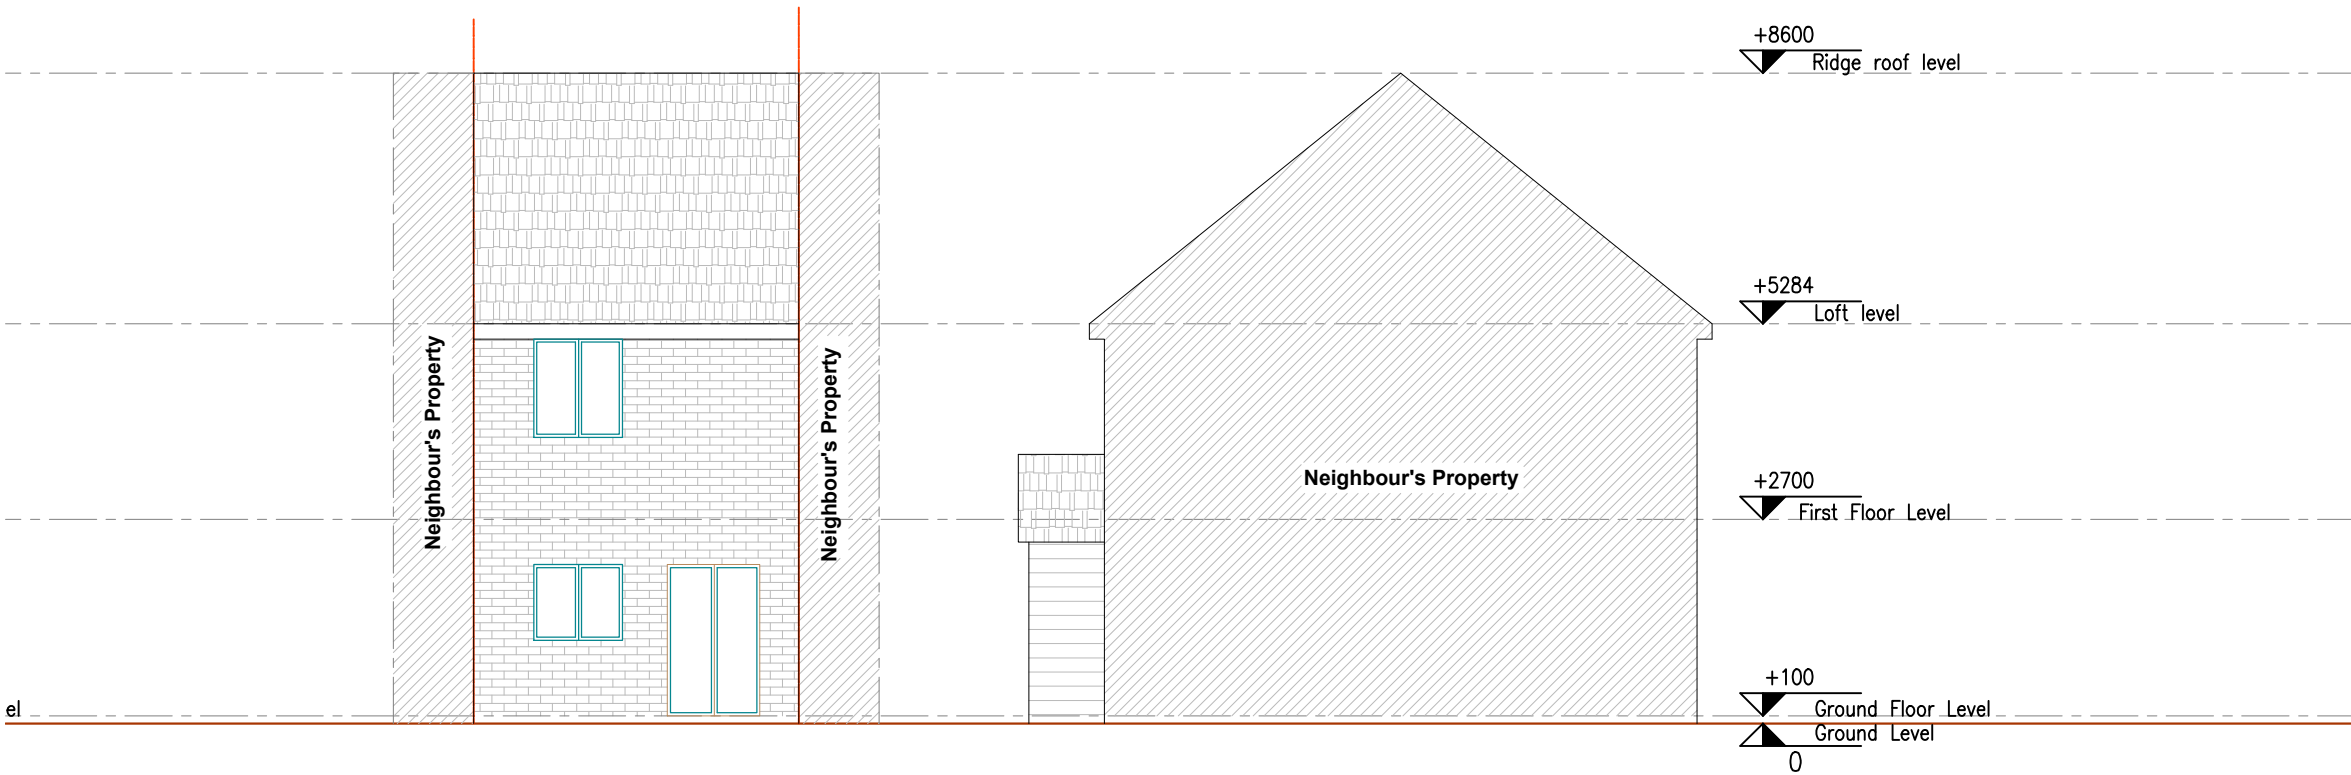 +8600
Ridge roof level
+5284
Loft level
Neighbour's Property
Neighbour's Property
Neighbour's Property
+2700
First Floor Level
+100
el
Ground Floor Level
Ground Level
0